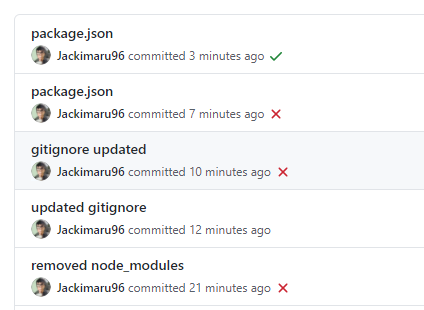 package.json
Jackimaru96 committed 3 minutes ago
package.json
Jackimaru96 committed 7 minutes ago
gitignore updated
Jackimaru96 committed 10 minutes ago
updated gitignore
Jackimaru96 committed 12 minutes ago
removed node_modules
Jackimaru96 committed 21 minutes ago